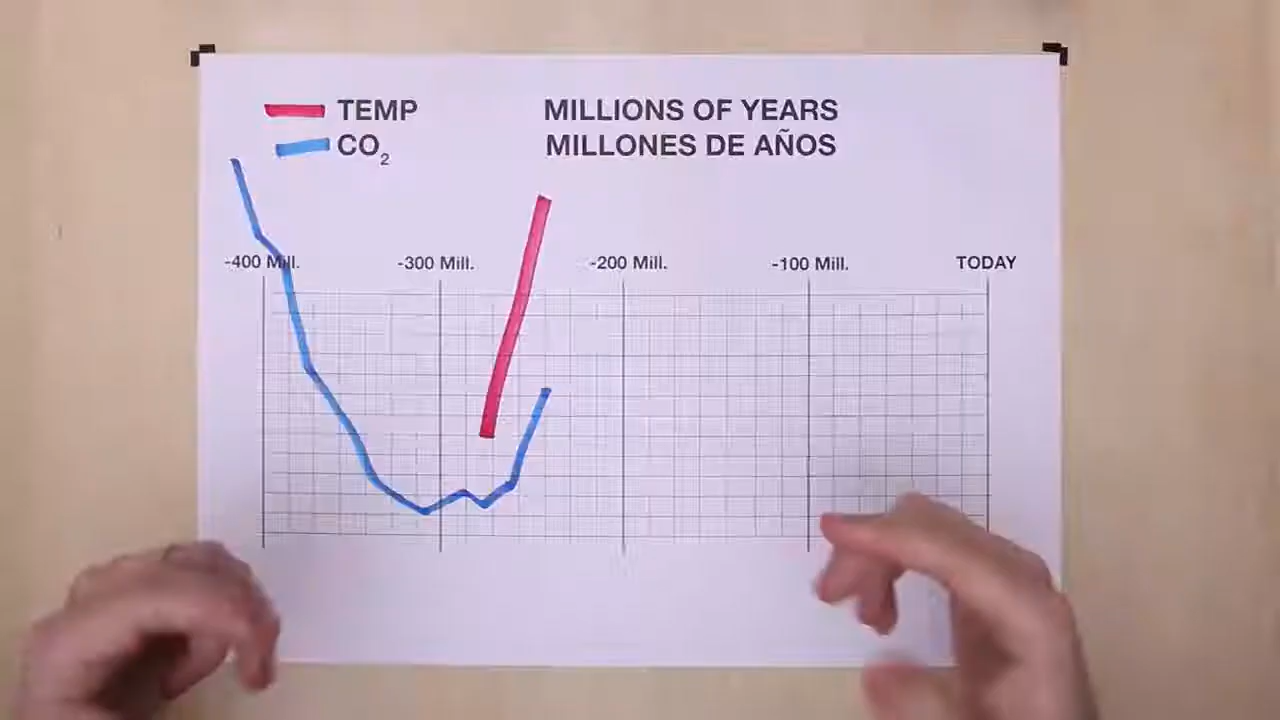 TEMP
CO₂
MILLIONS OF YEARS
MILLONES DE AÑOS
-400 Mill.
-300 Mill.
-200 Mill.
-100 Mill.
TODAY